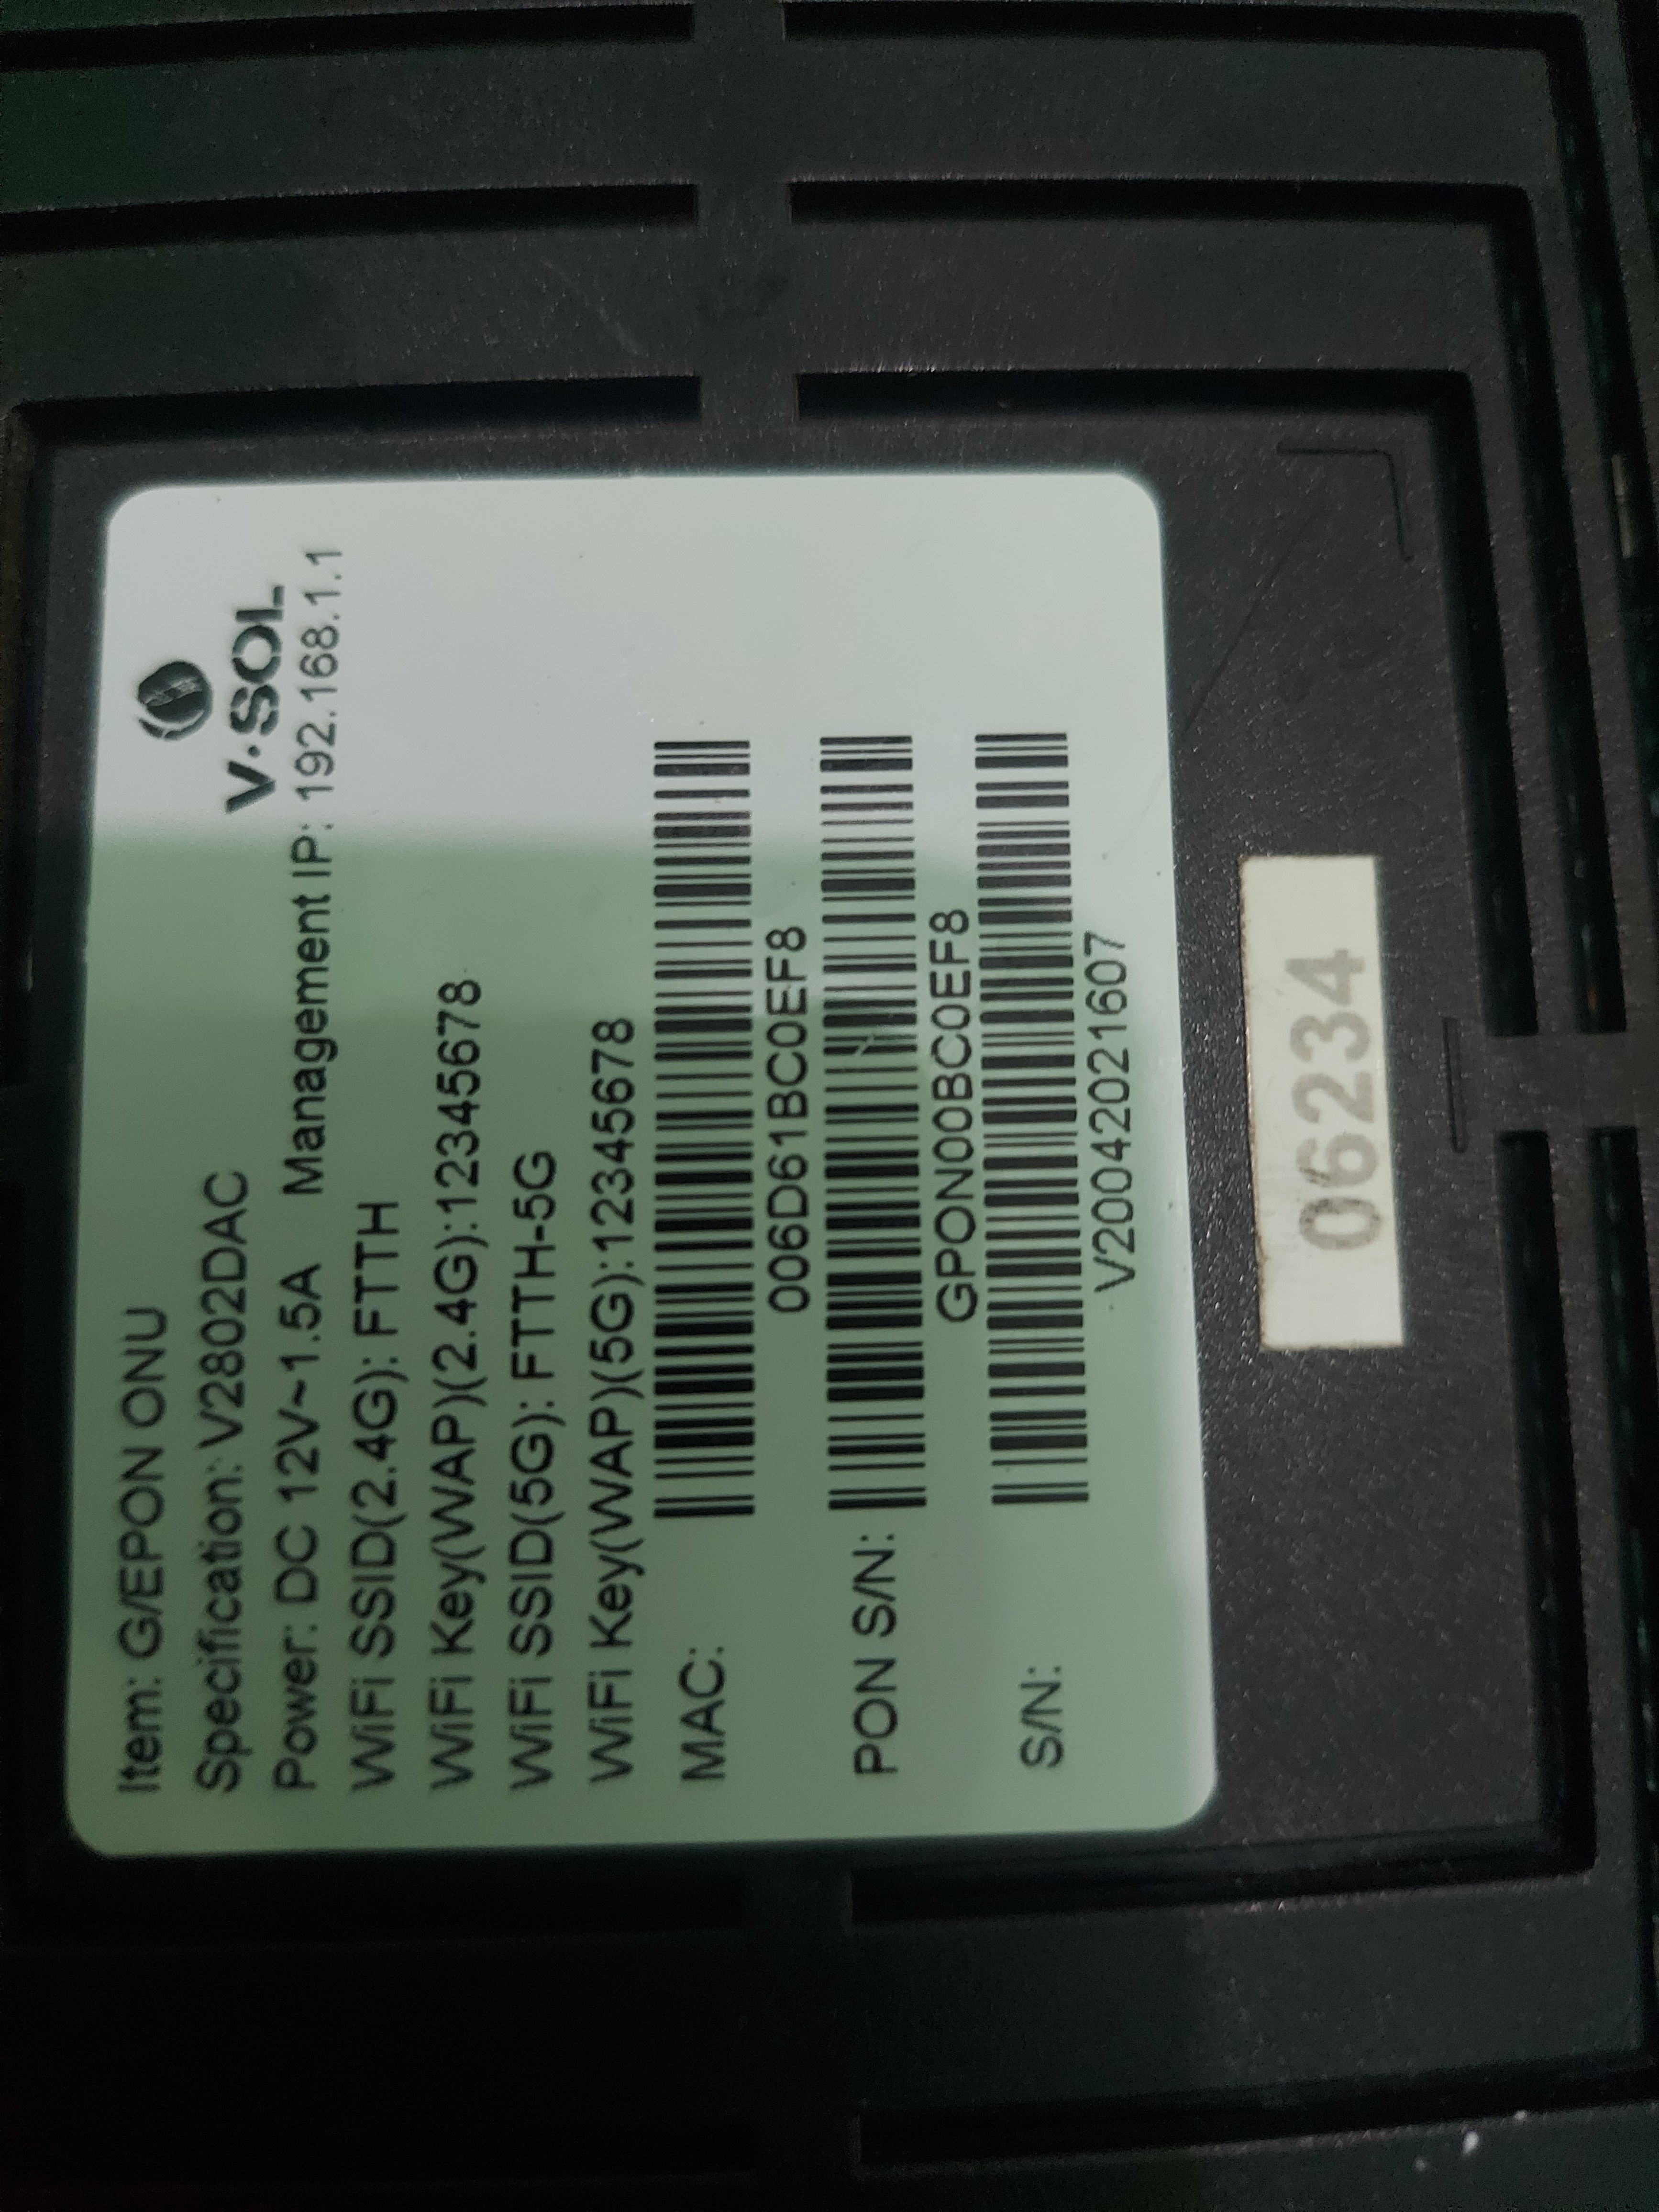 V·SOL
Item: G/EPON ONU
Specification: V2802DAC
Power: DC 12V~1.5A Management IP: 192.168.1.1
WiFi SSID(2.4G): FTTH
WiFi Key(WAP)(2.4G):12345678
WiFi SSID(5G): FTTH-5G
WiFi Key(WAP)(5G):12345678
MAC:
006D61BC0EF8
PON S/N:
GPON00BC0EF8
S/N:
V2004202021607
06234